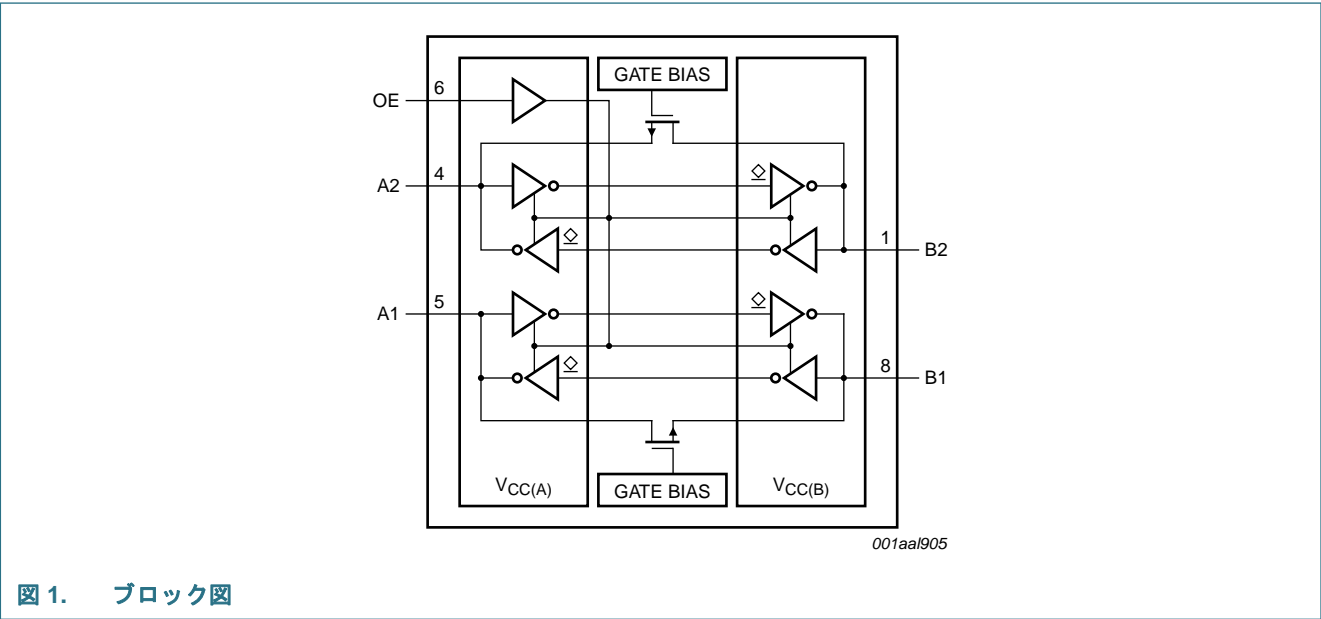 GATE BIAS
OE 6
A2 4
1 B2
A1 5
8 B1
VCC(A)
GATE BIAS
VCC(B)
001aal905
図 1. ブロック図